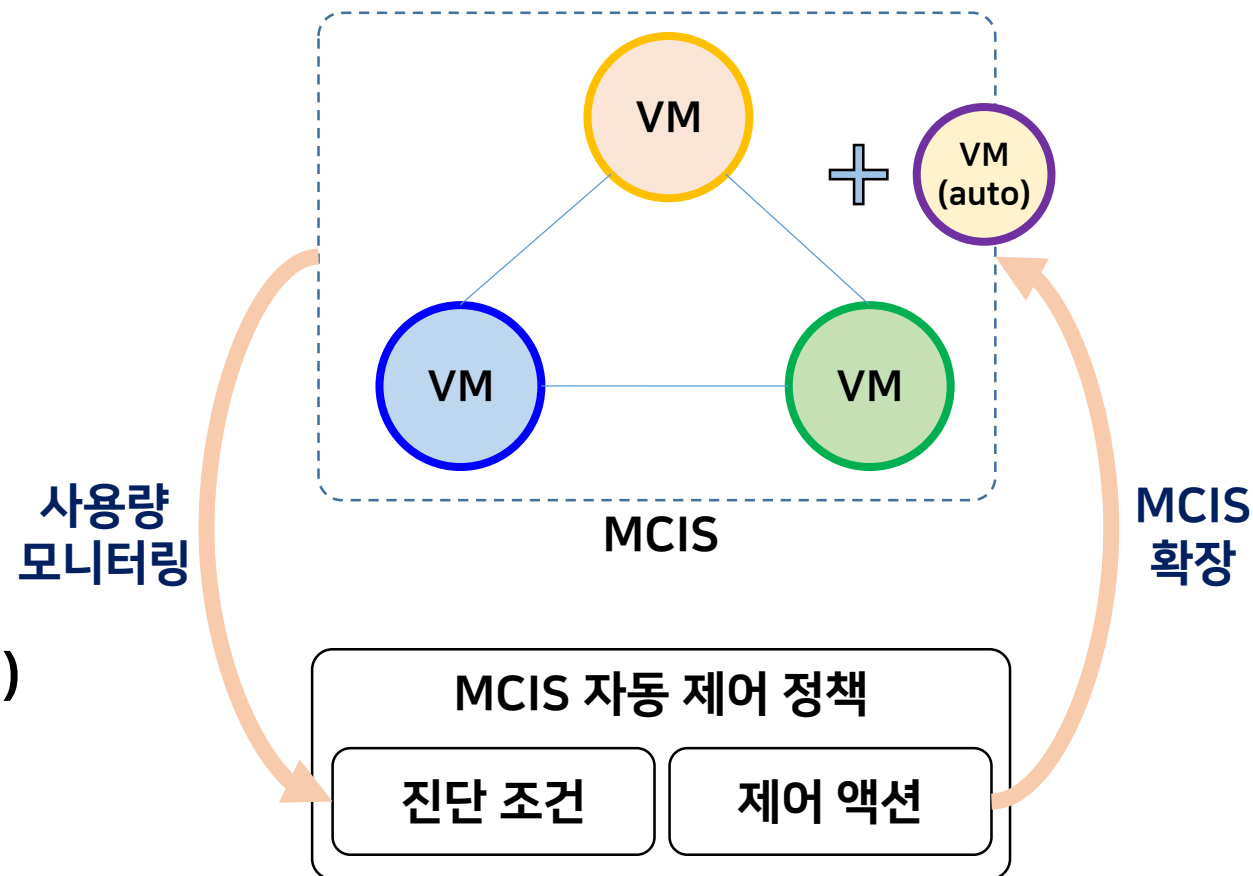 VM
VM
(auto)
VM
VM
MCIS
사용량
모니터링
MCIS
확장
)
MCIS 자동 제어 정책
진단 조건
제어 액션